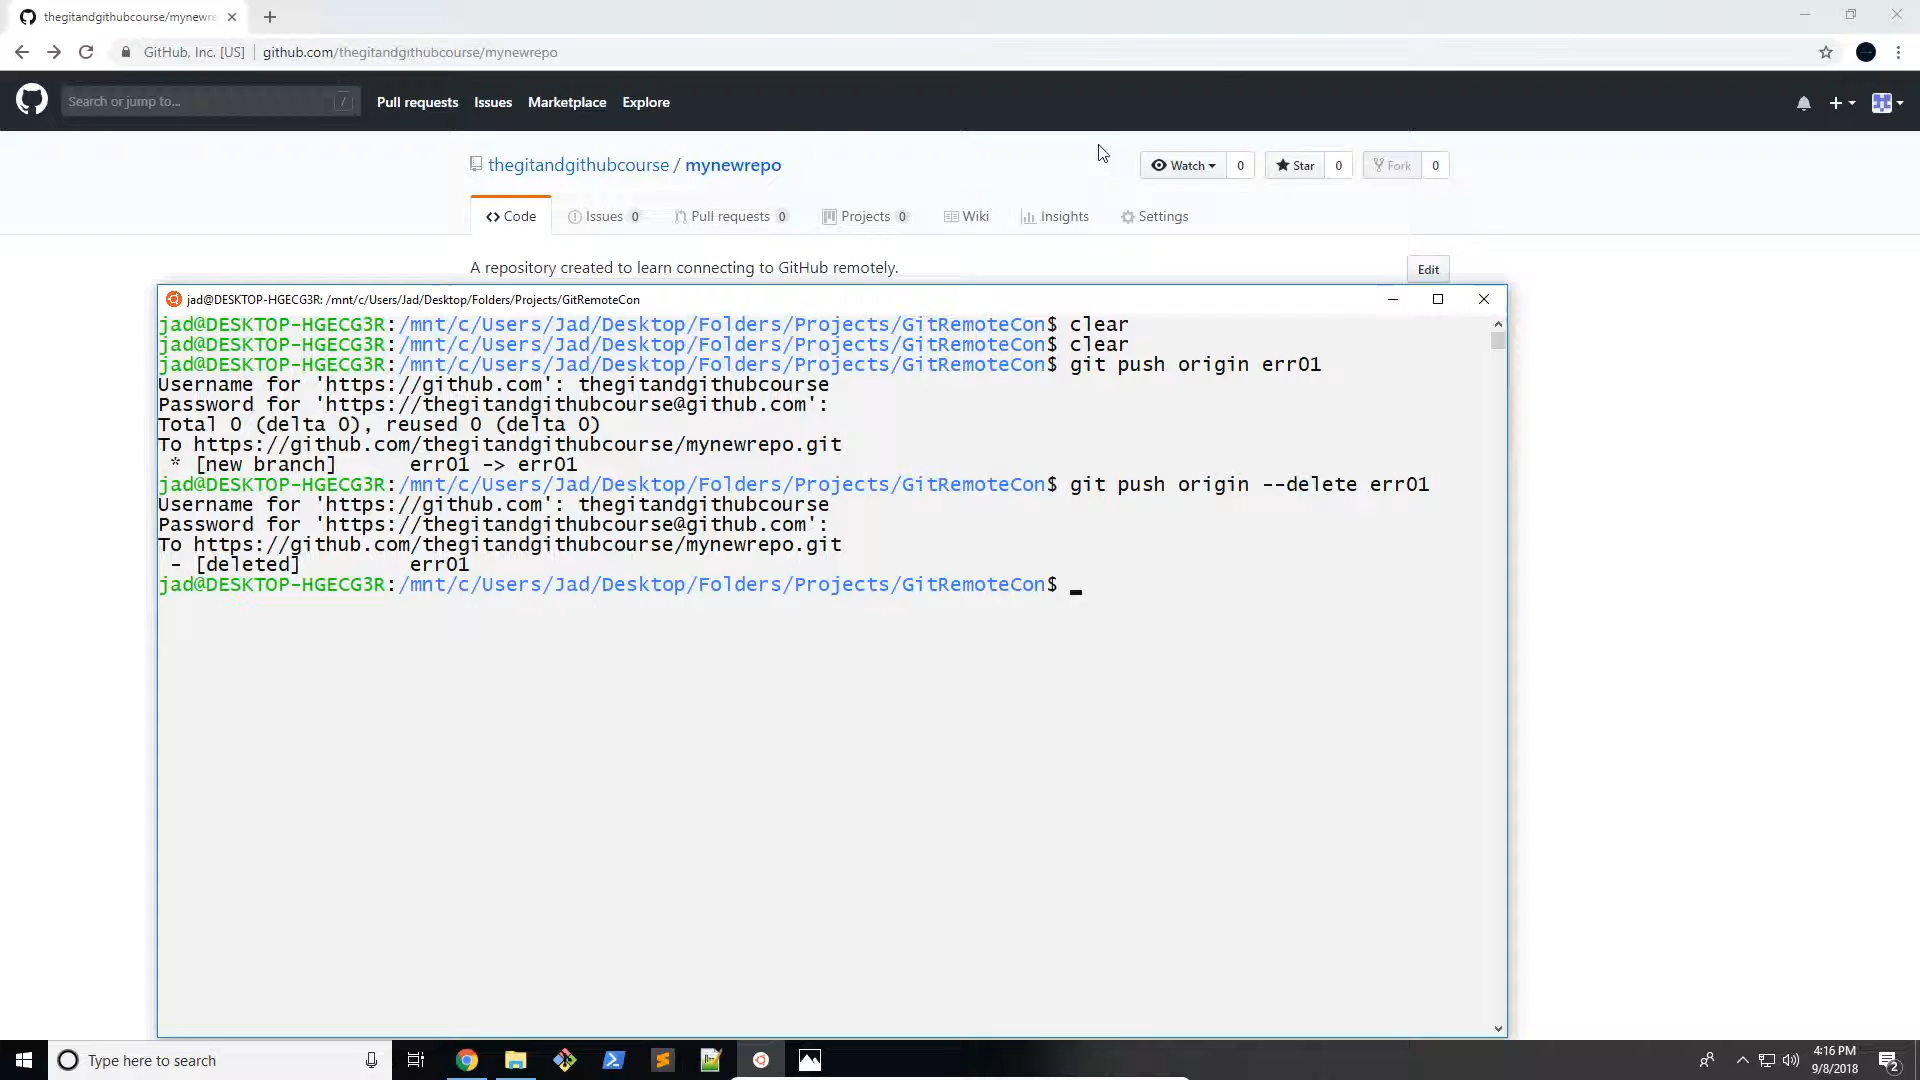 thegitandgithubcourse/mynewre
GitHub, Inc. [US] github.com/thegitandgithubcourse/mynewrepo
Search or jump to... / Pull requests Issues Marketplace Explore
thegitandgithubcourse / mynewrepo
Watch 0 Star 0 Fork 0
Code Issues 0 Pull requests 0 Projects 0 Wiki Insights Settings
A repository created to learn connecting to GitHub remotely.
Edit
jad@DESKTOP-HGECG3R: /mnt/c/Users/Jad/Desktop/Folders/Projects/GitRemoteCon
jad@DESKTOP-HGECG3R:/mnt/c/Users/Jad/Desktop/Folders/Projects/GitRemoteCon$ clear
jad@DESKTOP-HGECG3R:/mnt/c/Users/Jad/Desktop/Folders/Projects/GitRemoteCon$ clear
jad@DESKTOP-HGECG3R:/mnt/c/Users/Jad/Desktop/Folders/Projects/GitRemoteCon$ git push origin err01
Username for 'https://github.com': thegitandgithubcourse
Password for 'https://thegitandgithubcourse@github.com':
Total 0 (delta 0), reused 0 (delta 0)
To https://github.com/thegitandgithubcourse/mynewrepo.git
* [new branch] err01 -> err01
jad@DESKTOP-HGECG3R:/mnt/c/Users/Jad/Desktop/Folders/Projects/GitRemoteCon$ git push origin --delete err01
Username for 'https://github.com': thegitandgithubcourse
Password for 'https://thegitandgithubcourse@github.com':
To https://github.com/thegitandgithubcourse/mynewrepo.git
- [deleted] err01
jad@DESKTOP-HGECG3R:/mnt/c/Users/Jad/Desktop/Folders/Projects/GitRemoteCon$
Type here to search
4:16 PM
9/8/2018
2